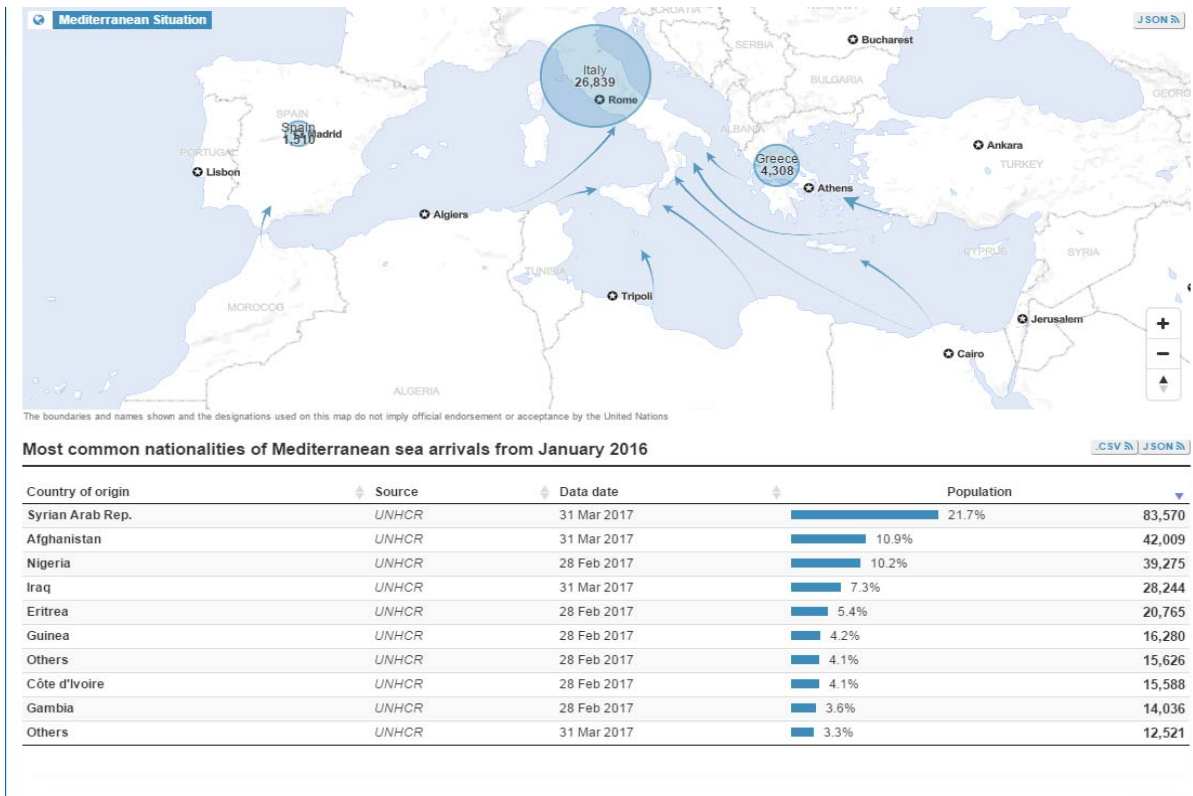 Mediterranean Situation
JSON
CROATIA
SERBIA
Bucharest
BULGARIA
Italy
26,839
Rome
SPAIN
Spain
Madrid
1,510
PORTUGAL
Lisbon
ALBANIA
Greece
4,308
Athens
Ankara
TURKEY
Algiers
CYPRUS
SYRIA
TUNISIA
Tripoli
MOROCCO
Jerusalem
Cairo
+
−
ALGERIA
The boundaries and names shown and the designations used on this map do not imply official endorsement or acceptance by the United Nations
Most common nationalities of Mediterranean sea arrivals from January 2016
.CSV JSON
Country of origin Source Data date Population
Syrian Arab Rep. UNHCR 31 Mar 2017 21.7% 83,570
Afghanistan UNHCR 31 Mar 2017 10.9% 42,009
Nigeria UNHCR 28 Feb 2017 10.2% 39,275
Iraq UNHCR 31 Mar 2017 7.3% 28,244
Eritrea UNHCR 28 Feb 2017 5.4% 20,765
Guinea UNHCR 28 Feb 2017 4.2% 16,280
Others UNHCR 28 Feb 2017 4.1% 15,626
Côte d'Ivoire UNHCR 28 Feb 2017 4.1% 15,588
Gambia UNHCR 28 Feb 2017 3.6% 14,036
Others UNHCR 31 Mar 2017 3.3% 12,521